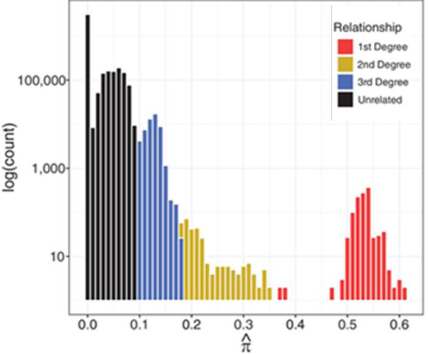 Relationship
1st Degree
2nd Degree
3rd Degree
Unrelated
log(count)
100,000
1,000
10
0.0 0.1 0.2 0.3 0.4 0.5 0.6
π̂